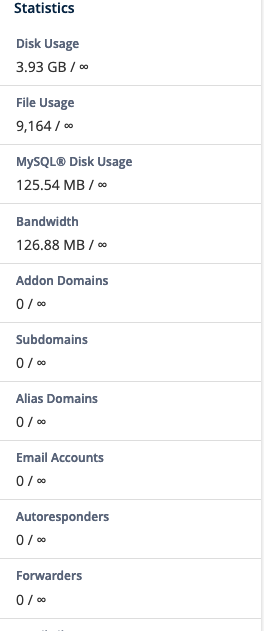 Statistics
Disk Usage
3.93 GB / ∞
File Usage
9,164 / ∞
MySQL® Disk Usage
125.54 MB / ∞
Bandwidth
126.88 MB / ∞
Addon Domains
0 / ∞
Subdomains
0 / ∞
Alias Domains
0 / ∞
Email Accounts
0 / ∞
Autoresponders
0 / ∞
Forwarders
0 / ∞